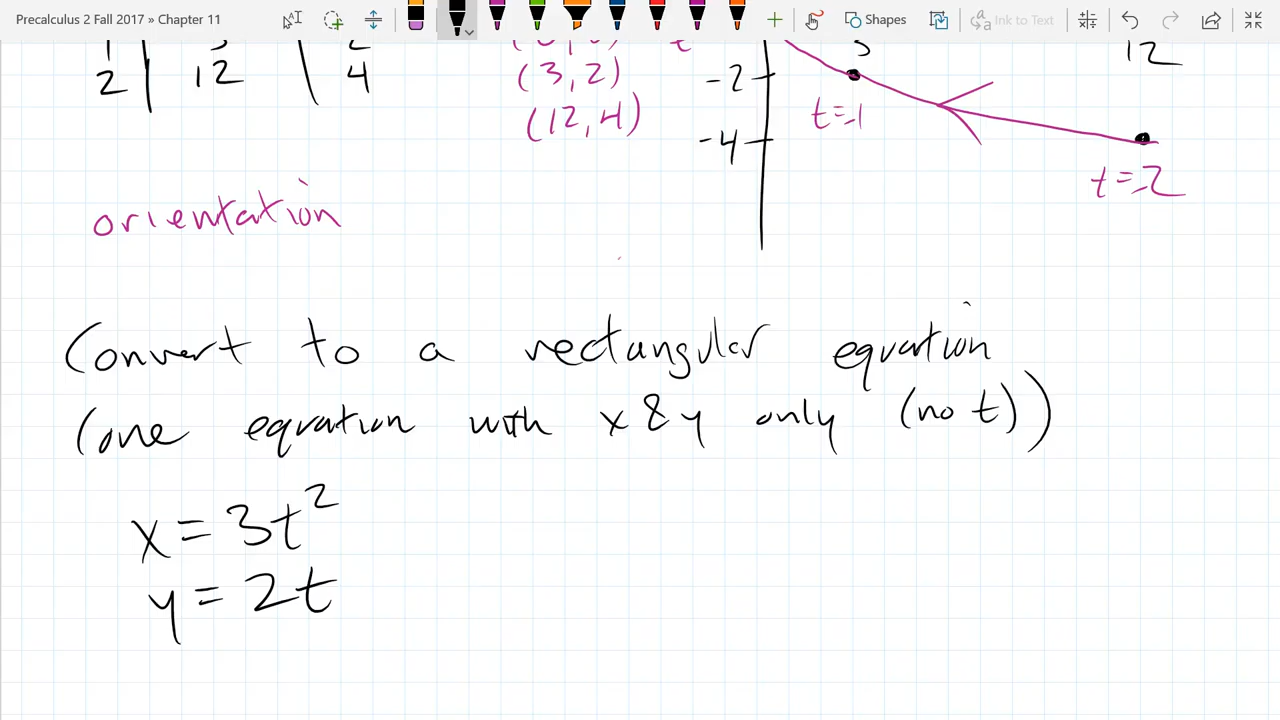 Precalculus 2 Fall 2017 » Chapter 11
Shapes
Ink to Text
2 12 4
(3, 2)
(12, 4)
-2
-4
t=-1
t=-2
12
orientation
Convert to a rectangular equation
(one equation with x & y only (no t))
x = 3t²
y = 2t